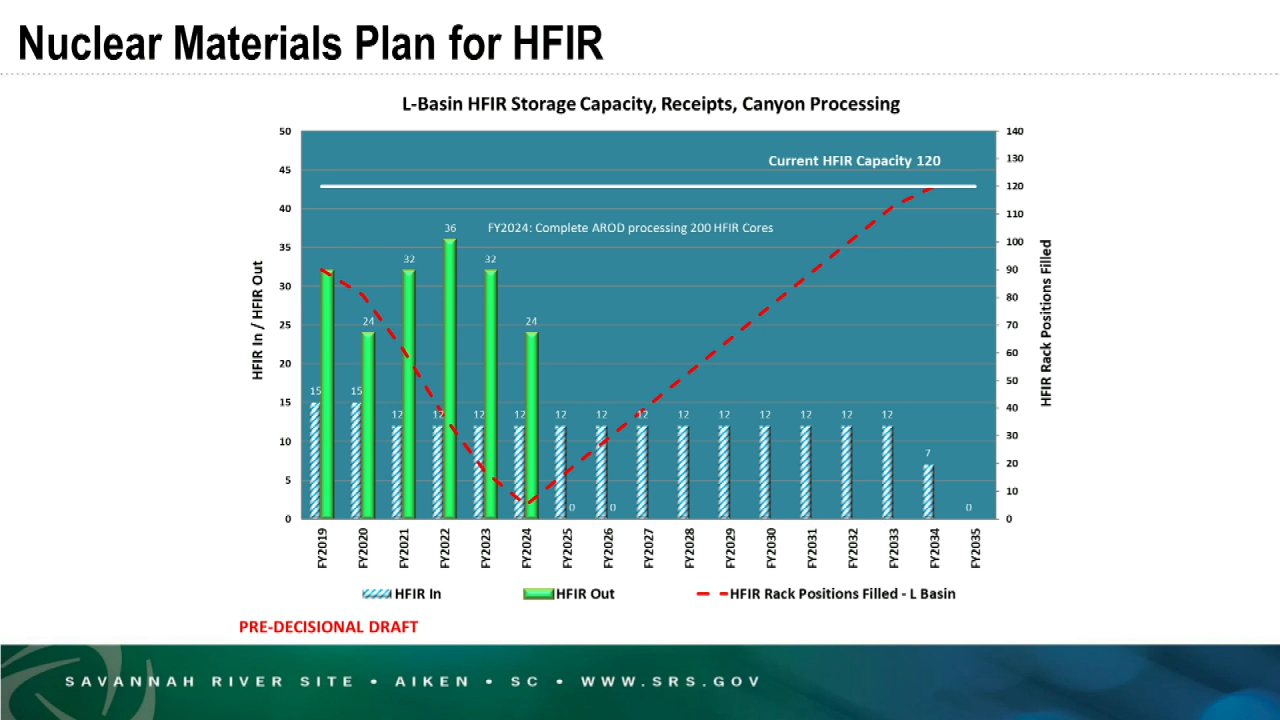 Nuclear Materials Plan for HFIR
L-Basin HFIR Storage Capacity, Receipts, Canyon Processing
50
45
40
35
30
25
20
15
10
5
0
HFIR In / HFIR Out
140
130
120
110
100
90
80
70
60
50
40
30
20
10
0
HFIR Rack Positions Filled
Current HFIR Capacity 120
FY2024: Complete AROD processing 200 HFIR Cores
36
32
32
24
24
15
15
12
12
12
12
12
12
12
12
12
12
12
12
12
7
0
0
0
FY2019
FY2020
FY2021
FY2022
FY2023
FY2024
FY2025
FY2026
FY2027
FY2028
FY2029
FY2030
FY2031
FY2032
FY2033
FY2034
FY2035
HFIR In
HFIR Out
HFIR Rack Positions Filled - L Basin
PRE-DECISIONAL DRAFT
SAVANNAH RIVER SITE • AIKEN • SC • WWW.SRS.GOV